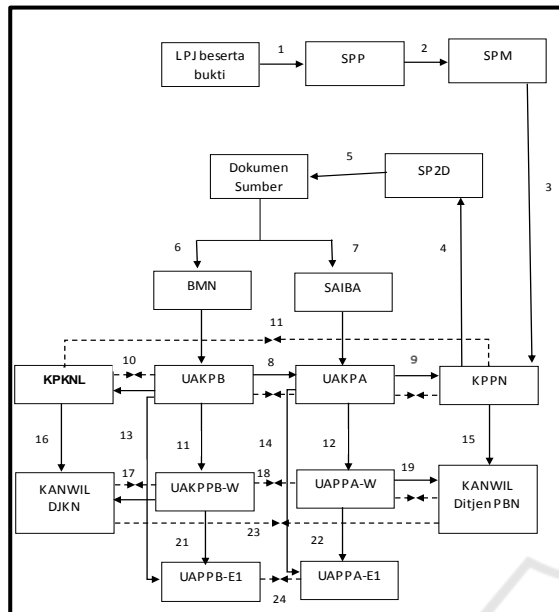 LPJ beserta
bukti
1
SPP
2
SPM
3
Dokumen
Sumber
5
SP2D
4
6
7
BMN
SAIBA
11
KPKNL
10
UAKPB
8
UAKPA
9
KPPN
16
13
11
14
12
15
KANWIL
DJKN
17
UAKPPB-W
18
UAPPA-W
19
KANWIL
Ditjen PBN
21
23
22
UAPPB-E1
24
UAPPA-E1